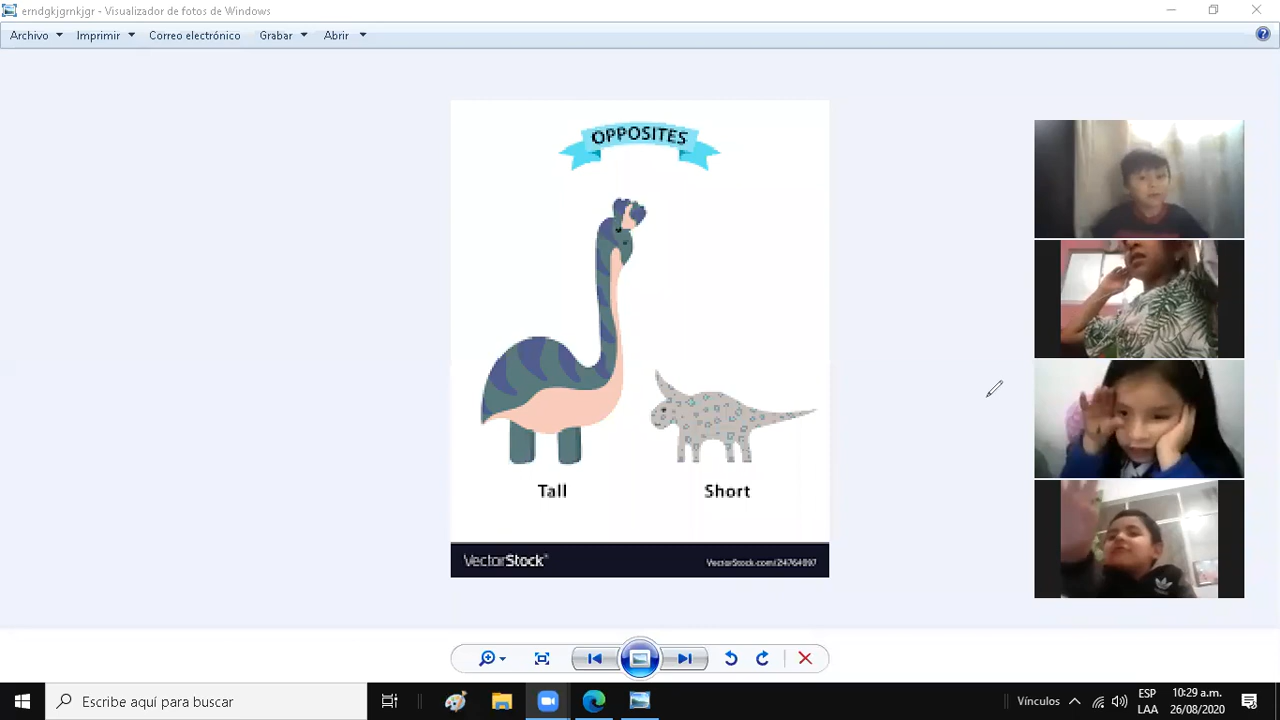 erndgkjgrnkjgr - Visualizador de fotos de Windows
Archivo Imprimir Correo electrónico Grabar Abrir
OPPOSITES
Tall Short
VectorStock®
VectorStock.com/24764897
Escribe aquí para buscar
Vínculos
ESP
LAA
10:29 a.m.
26/08/2020